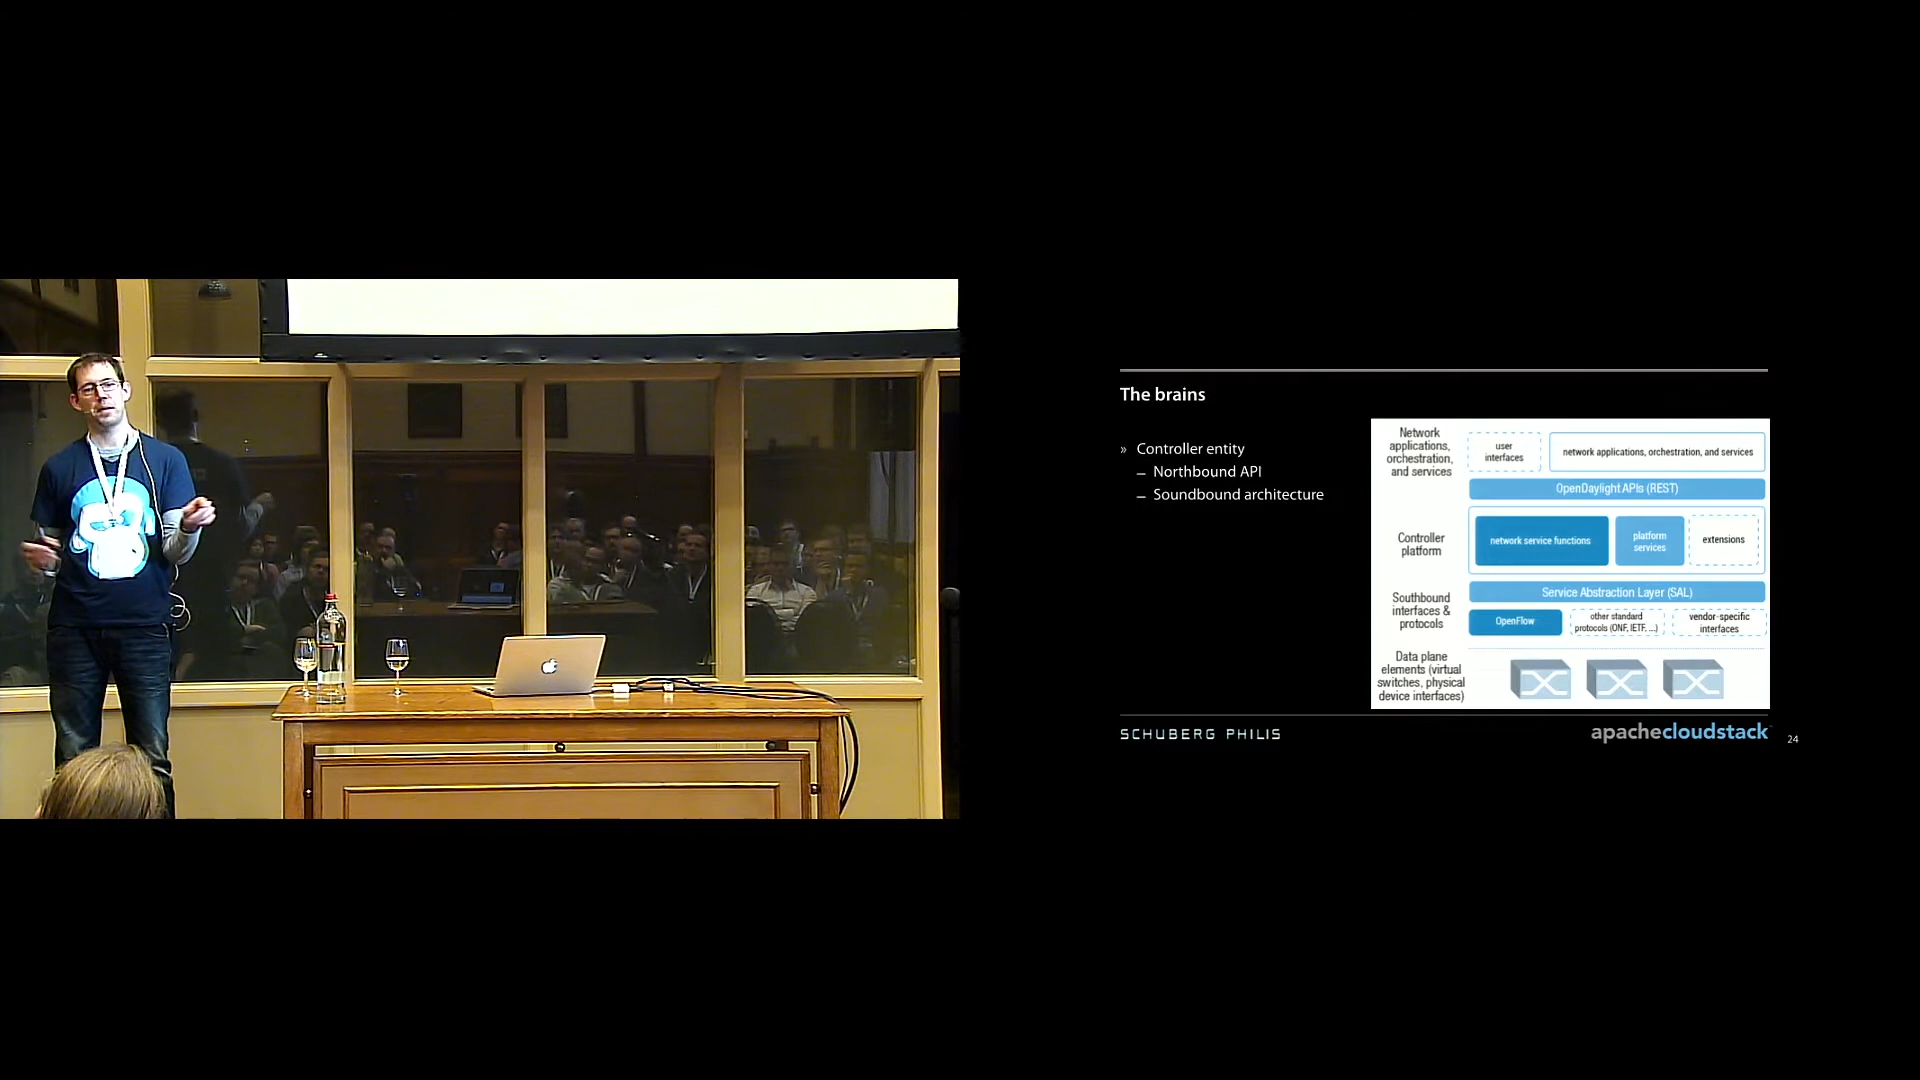 The brains
» Controller entity
– Northbound API
– Soundbound architecture
Network
applications,
orchestration,
and services
user
interfaces
network applications, orchestration, and services
OpenDaylight APIs (REST)
Controller
platform
network service functions
platform
services
extensions
Service Abstraction Layer (SAL)
Southbound
interfaces &
protocols
OpenFlow
other standard
protocols (ONF, IETF, ...)
vendor-specific
interfaces
Data plane
elements (virtual
switches, physical
device interfaces)
SCHUBERG PHILIS
apachecloudstack
24